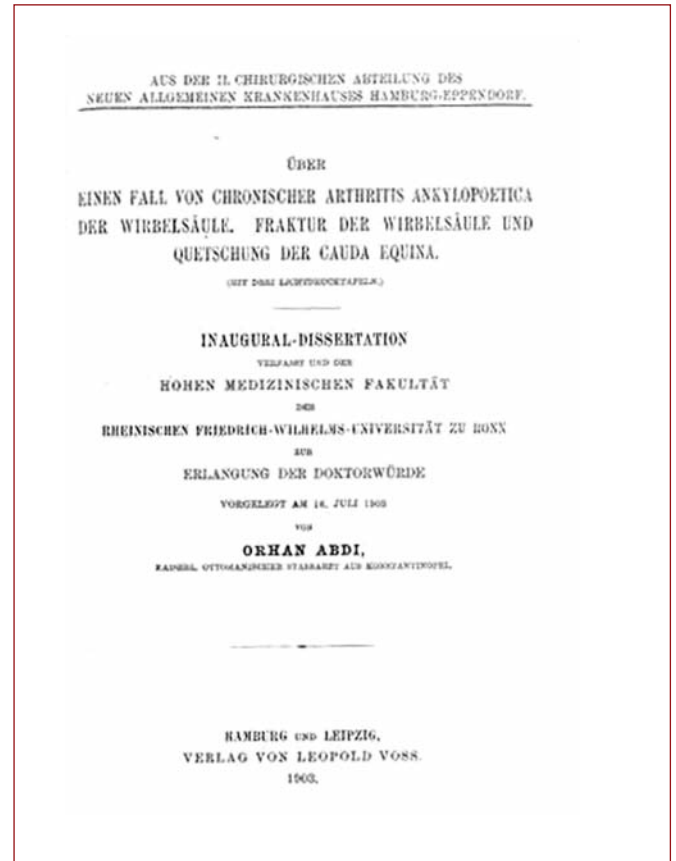 AUS DER II. CHIRURGISCHEN ABTEILUNG DES
NEUEN ALLGEMEINEN KRANKENHAUSES HAMBURG-EPPENDORF.
ÜBER
EINEN FALL VON CHRONISCHER ARTHRITIS ANKYLOPOETICA
DER WIRBELSÄULE. FRAKTUR DER WIRBELSÄULE UND
QUETSCHUNG DER CAUDA EQUINA.
(MIT DREI LICHTDRUCKTAFELN.)
INAUGURAL-DISSERTATION
VERFASST UND DER
HOHEN MEDIZINISCHEN FAKULTÄT
DER
RHEINISCHEN FRIEDRICH-WILHELMS-UNIVERSITÄT ZU BONN
ZUR
ERLANGUNG DER DOKTORWÜRDE
VORGELEGT AM JULI 1903
VON
ORHAN ABDI,
KAISERL. OTTOMANISCHER STABSARZT AUS KONSTANTINOPEL.
HAMBURG UND LEIPZIG,
VERLAG VON LEOPOLD VOSS.
1903.